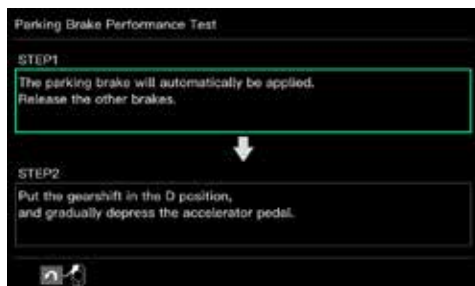 Parking Brake Performance Test
STEP1
The parking brake will automatically be applied.
Release the other brakes.
STEP2
Put the gearshift in the D position,
and gradually depress the accelerator pedal.